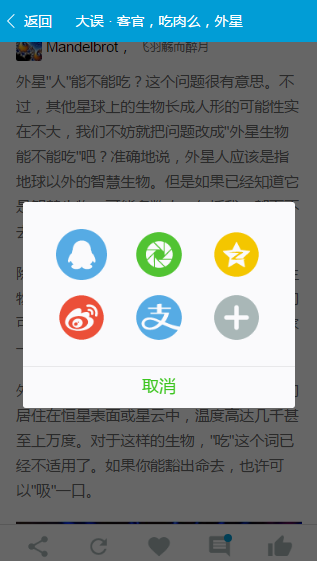 返回 大误 · 客官，吃肉么，外星
Mandelbrot，飞羽觞而醉月
外星"人"能不能吃？这个问题很有意思。不
过，其他星球上的生物长成人形的可能性实
在不大，我们不妨就把问题改成"外星生物
能不能吃"吧？准确地说，外星人应该是指
地球以外的智慧生物。但是如果已经知道它
支
取消
居住在恒星表面或星云中，温度高达几千甚
至上万度。对于这样的生物，"吃"这个词已
经不适用了。如果你能豁出命去，也许可
以"吸"一口。